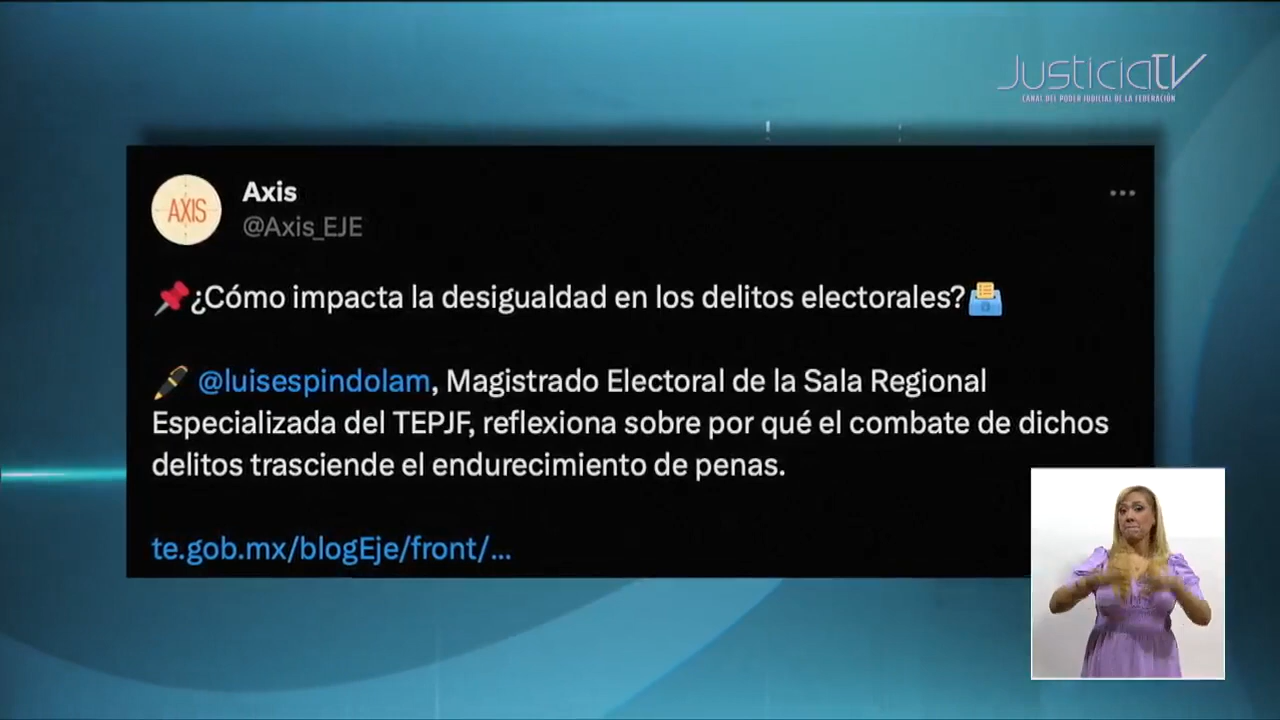 JusticiaTV
CANAL DEL PODER JUDICIAL DE LA FEDERACIÓN
AXIS
Axis
@Axis_EJE
📌¿Cómo impacta la desigualdad en los delitos electorales?🗳️
🖋️ @luisespindolam, Magistrado Electoral de la Sala Regional
Especializada del TEPJF, reflexiona sobre por qué el combate de dichos
delitos trasciende el endurecimiento de penas.
te.gob.mx/blogEje/front/...